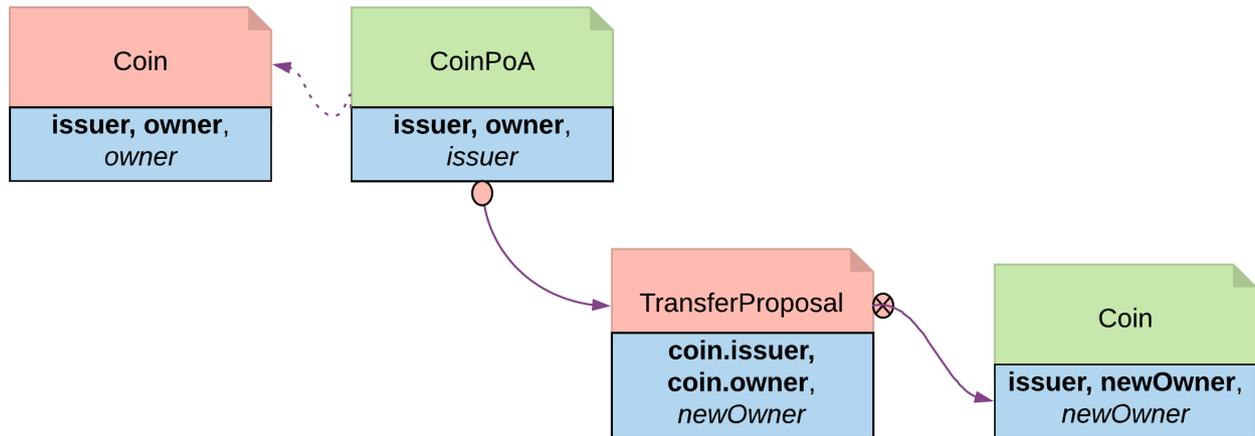 Coin
issuer, owner,
owner
CoinPoA
issuer, owner,
issuer
TransferProposal
coin.issuer,
coin.owner,
newOwner
Coin
issuer, newOwner,
newOwner